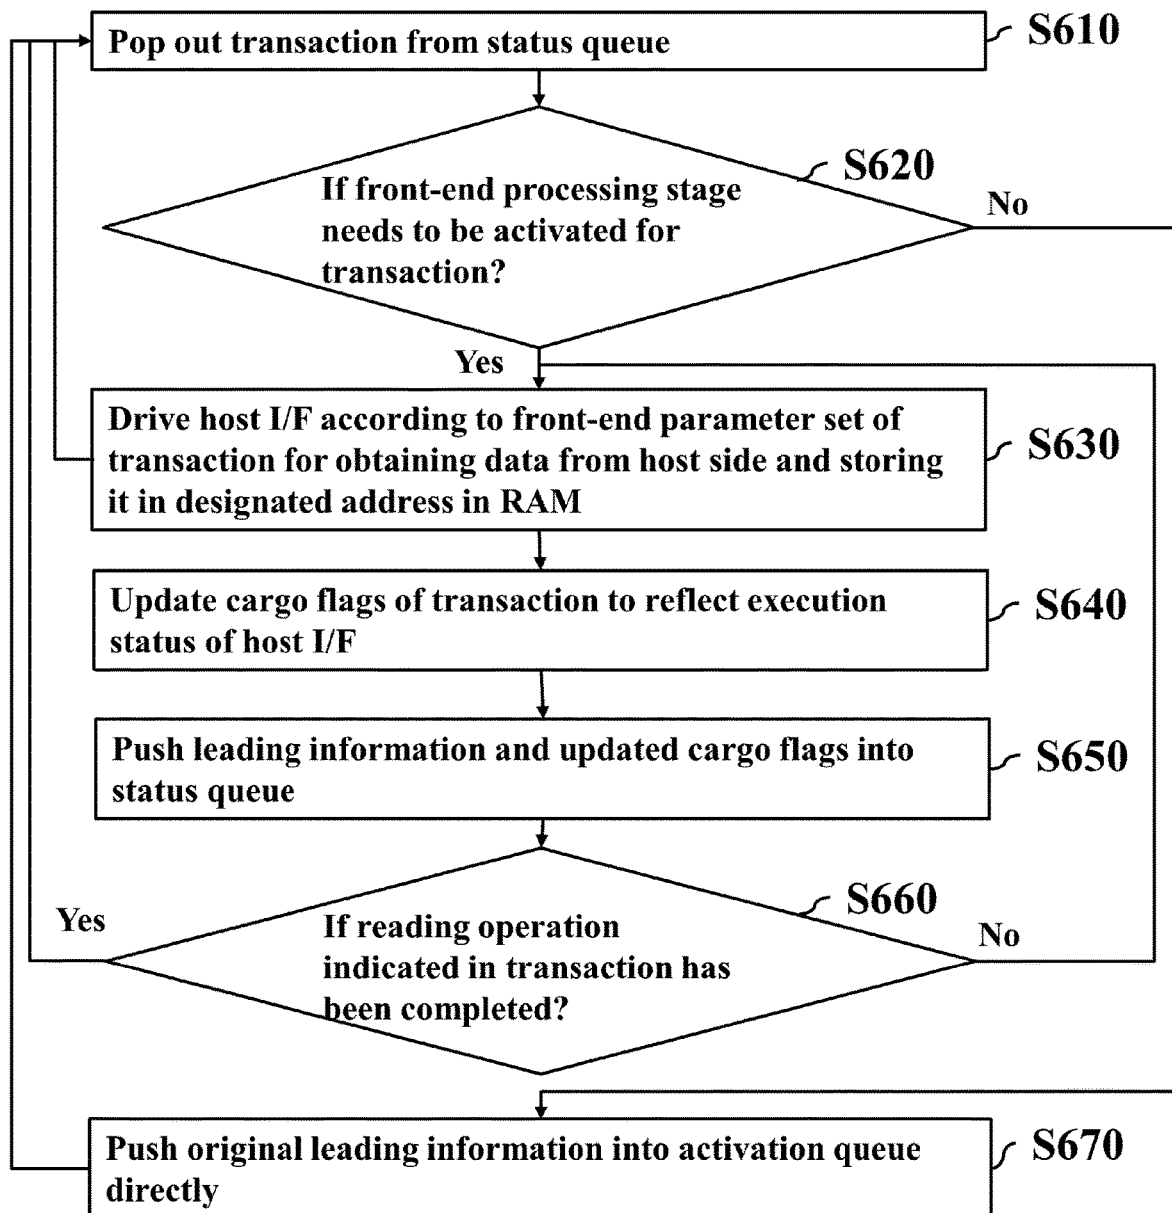 Pop out transaction from status queue
S610
S620
If front-end processing stage
needs to be activated for
transaction?
No
Yes
Drive host I/F according to front-end parameter set of
transaction for obtaining data from host side and storing
it in designated address in RAM
S630
Update cargo flags of transaction to reflect execution
status of host I/F
S640
Push leading information and updated cargo flags into
status queue
S650
S660
Yes
If reading operation
indicated in transaction has
been completed?
No
Push original leading information into activation queue
directly
S670